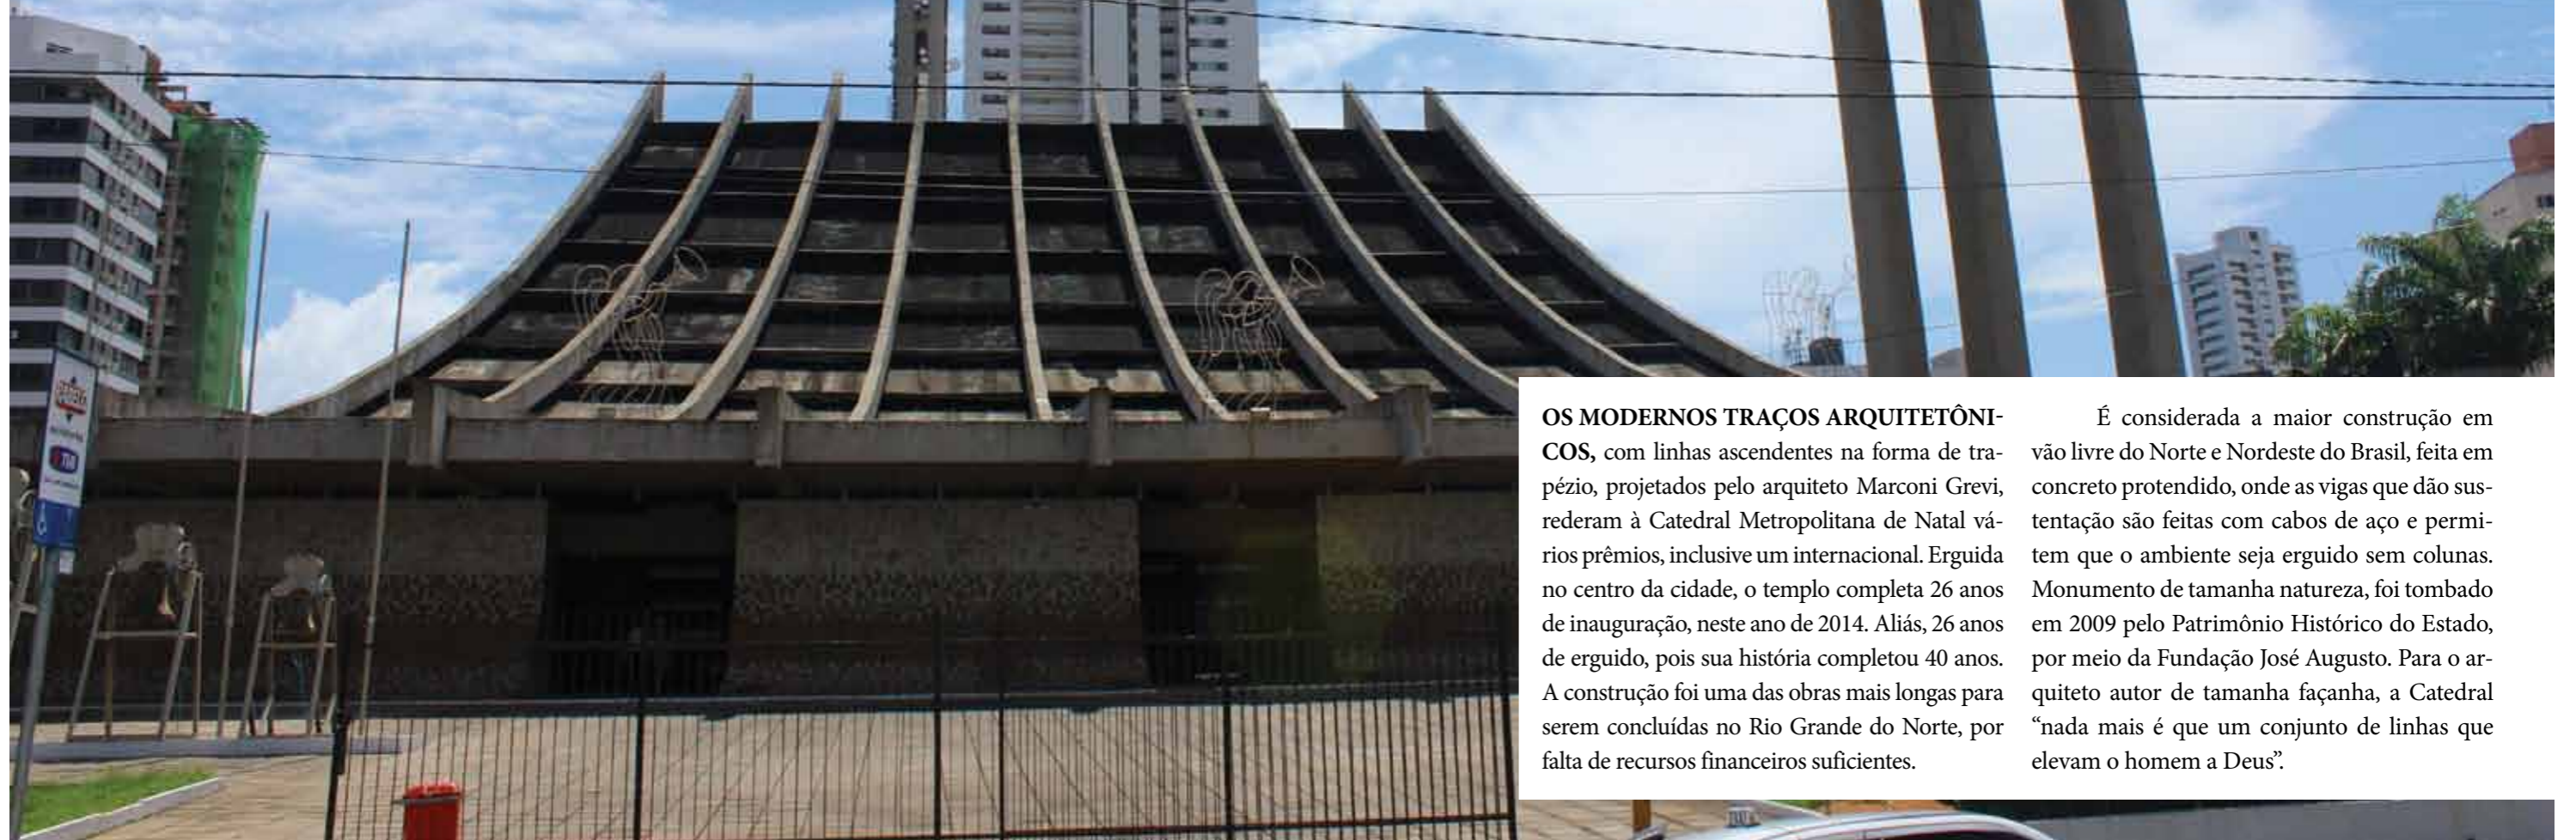 OS MODERNOS TRAÇOS ARQUITETÔNI-
COS, com linhas ascendentes na forma de tra-
pézio, projetados pelo arquiteto Marconi Grevi,
rederam à Catedral Metropolitana de Natal vá-
rios prêmios, inclusive um internacional. Erguida
no centro da cidade, o templo completa 26 anos
de inauguração, neste ano de 2014. Aliás, 26 anos
de erguido, pois sua história completou 40 anos.
A construção foi uma das obras mais longas para
serem concluídas no Rio Grande do Norte, por
falta de recursos financeiros suficientes.
É considerada a maior construção em
vão livre do Norte e Nordeste do Brasil, feita em
concreto protendido, onde as vigas que dão sus-
tentação são feitas com cabos de aço e permi-
tem que o ambiente seja erguido sem colunas.
Monumento de tamanha natureza, foi tombado
em 2009 pelo Patrimônio Histórico do Estado,
por meio da Fundação José Augusto. Para o ar-
quiteto autor de tamanha façanha, a Catedral
“nada mais é que um conjunto de linhas que
elevam o homem a Deus”.
TAXI